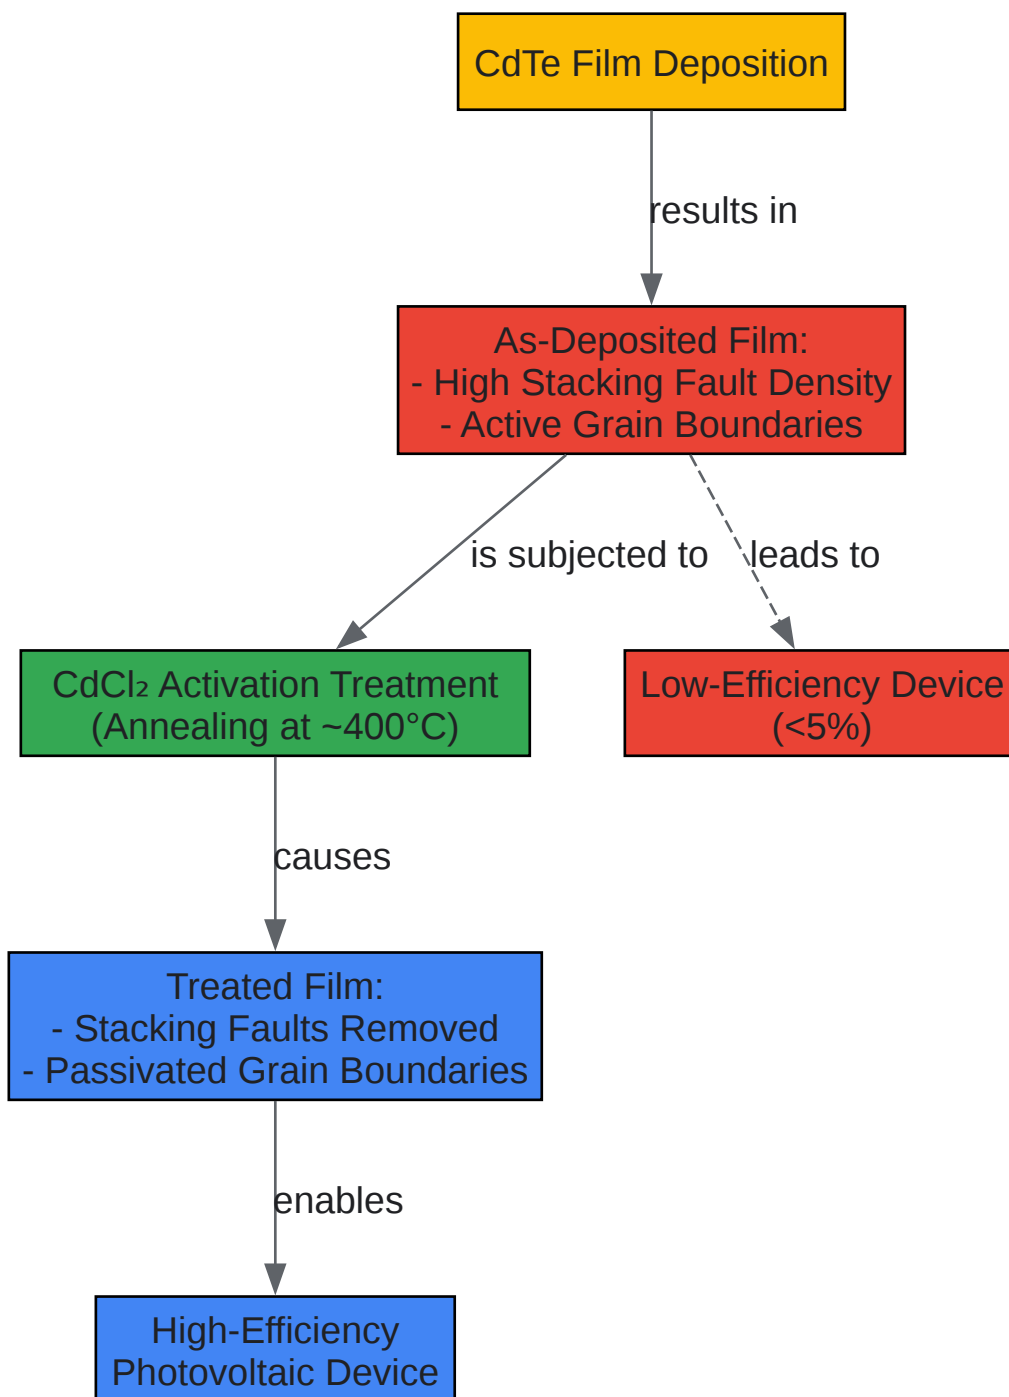 CdTe Film Deposition
results in
As-Deposited Film:
- High Stacking Fault Density
- Active Grain Boundaries
is subjected to
leads to
CdCl₂ Activation Treatment
(Annealing at ~400°C)
Low-Efficiency Device
(<5%)
causes
Treated Film:
- Stacking Faults Removed
- Passivated Grain Boundaries
enables
High-Efficiency
Photovoltaic Device